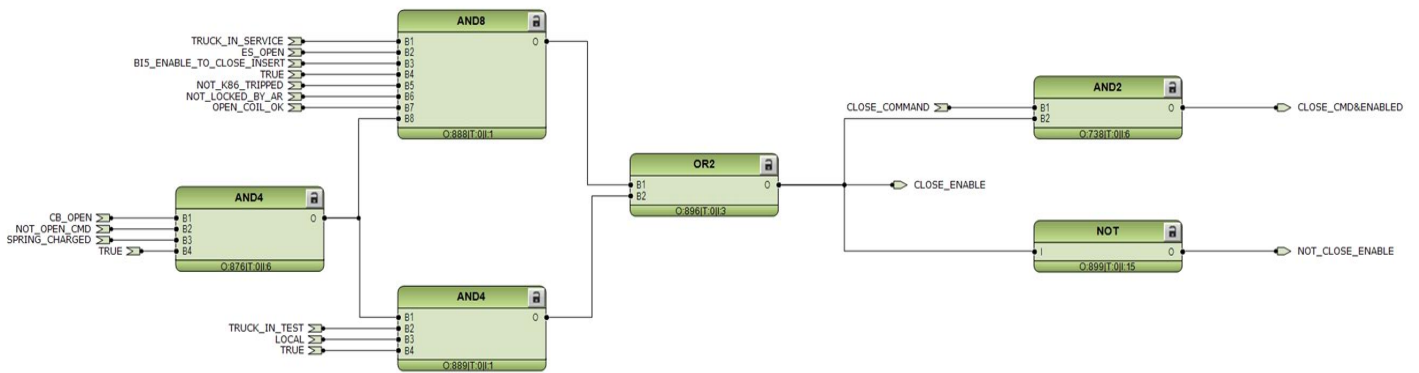 AND8
TRUCK_IN_SERVICE B1 O
ES_OPEN B2
BI5_ENABLE_TO_CLOSE_INSERT B3
TRUE B4
NOT_K86_TRIPPED B5
NOT_LOCKED_BY_AR B6
OPEN_COIL_OK B7
B8
O:888|T:0|I:1
AND2
CLOSE_COMMAND B1 O CLOSE_CMD&ENABLED
B2
O:738|T:0|I:6
OR2
B1 O CLOSE_ENABLE
B2
O:896|T:0|I:3
AND4
CB_OPEN B1 O
NOT_OPEN_CMD B2
SPRING_CHARGED B3
TRUE B4
O:876|T:0|I:6
NOT
I O NOT_CLOSE_ENABLE
O:899|T:0|I:15
AND4
B1 O
TRUCK_IN_TEST B2
LOCAL B3
TRUE B4
O:889|T:0|I:1